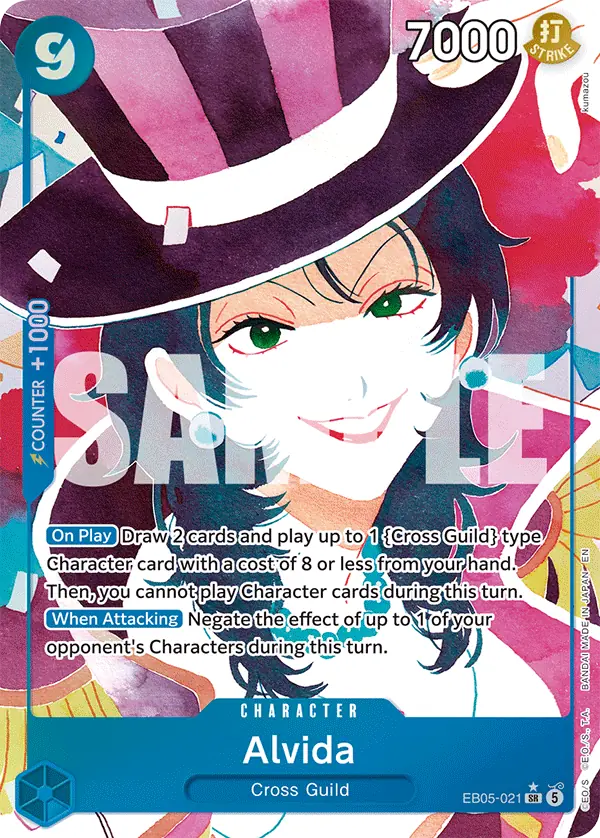 9
7000
打
STRIKE
kumazou
COUNTER +1000
SAMPLE
On Play Draw 2 cards and play up to 1 {Cross Guild} type
Character card with a cost of 8 or less from your hand.
Then, you cannot play Character cards during this turn.
When Attacking Negate the effect of up to 1 of your
opponent's Characters during this turn.
CHARACTER
Alvida
Cross Guild
EB05-021 ★ SR 5
©EO/S ©E.O./S., T.A. BANDAI MADE IN JAPAN EN